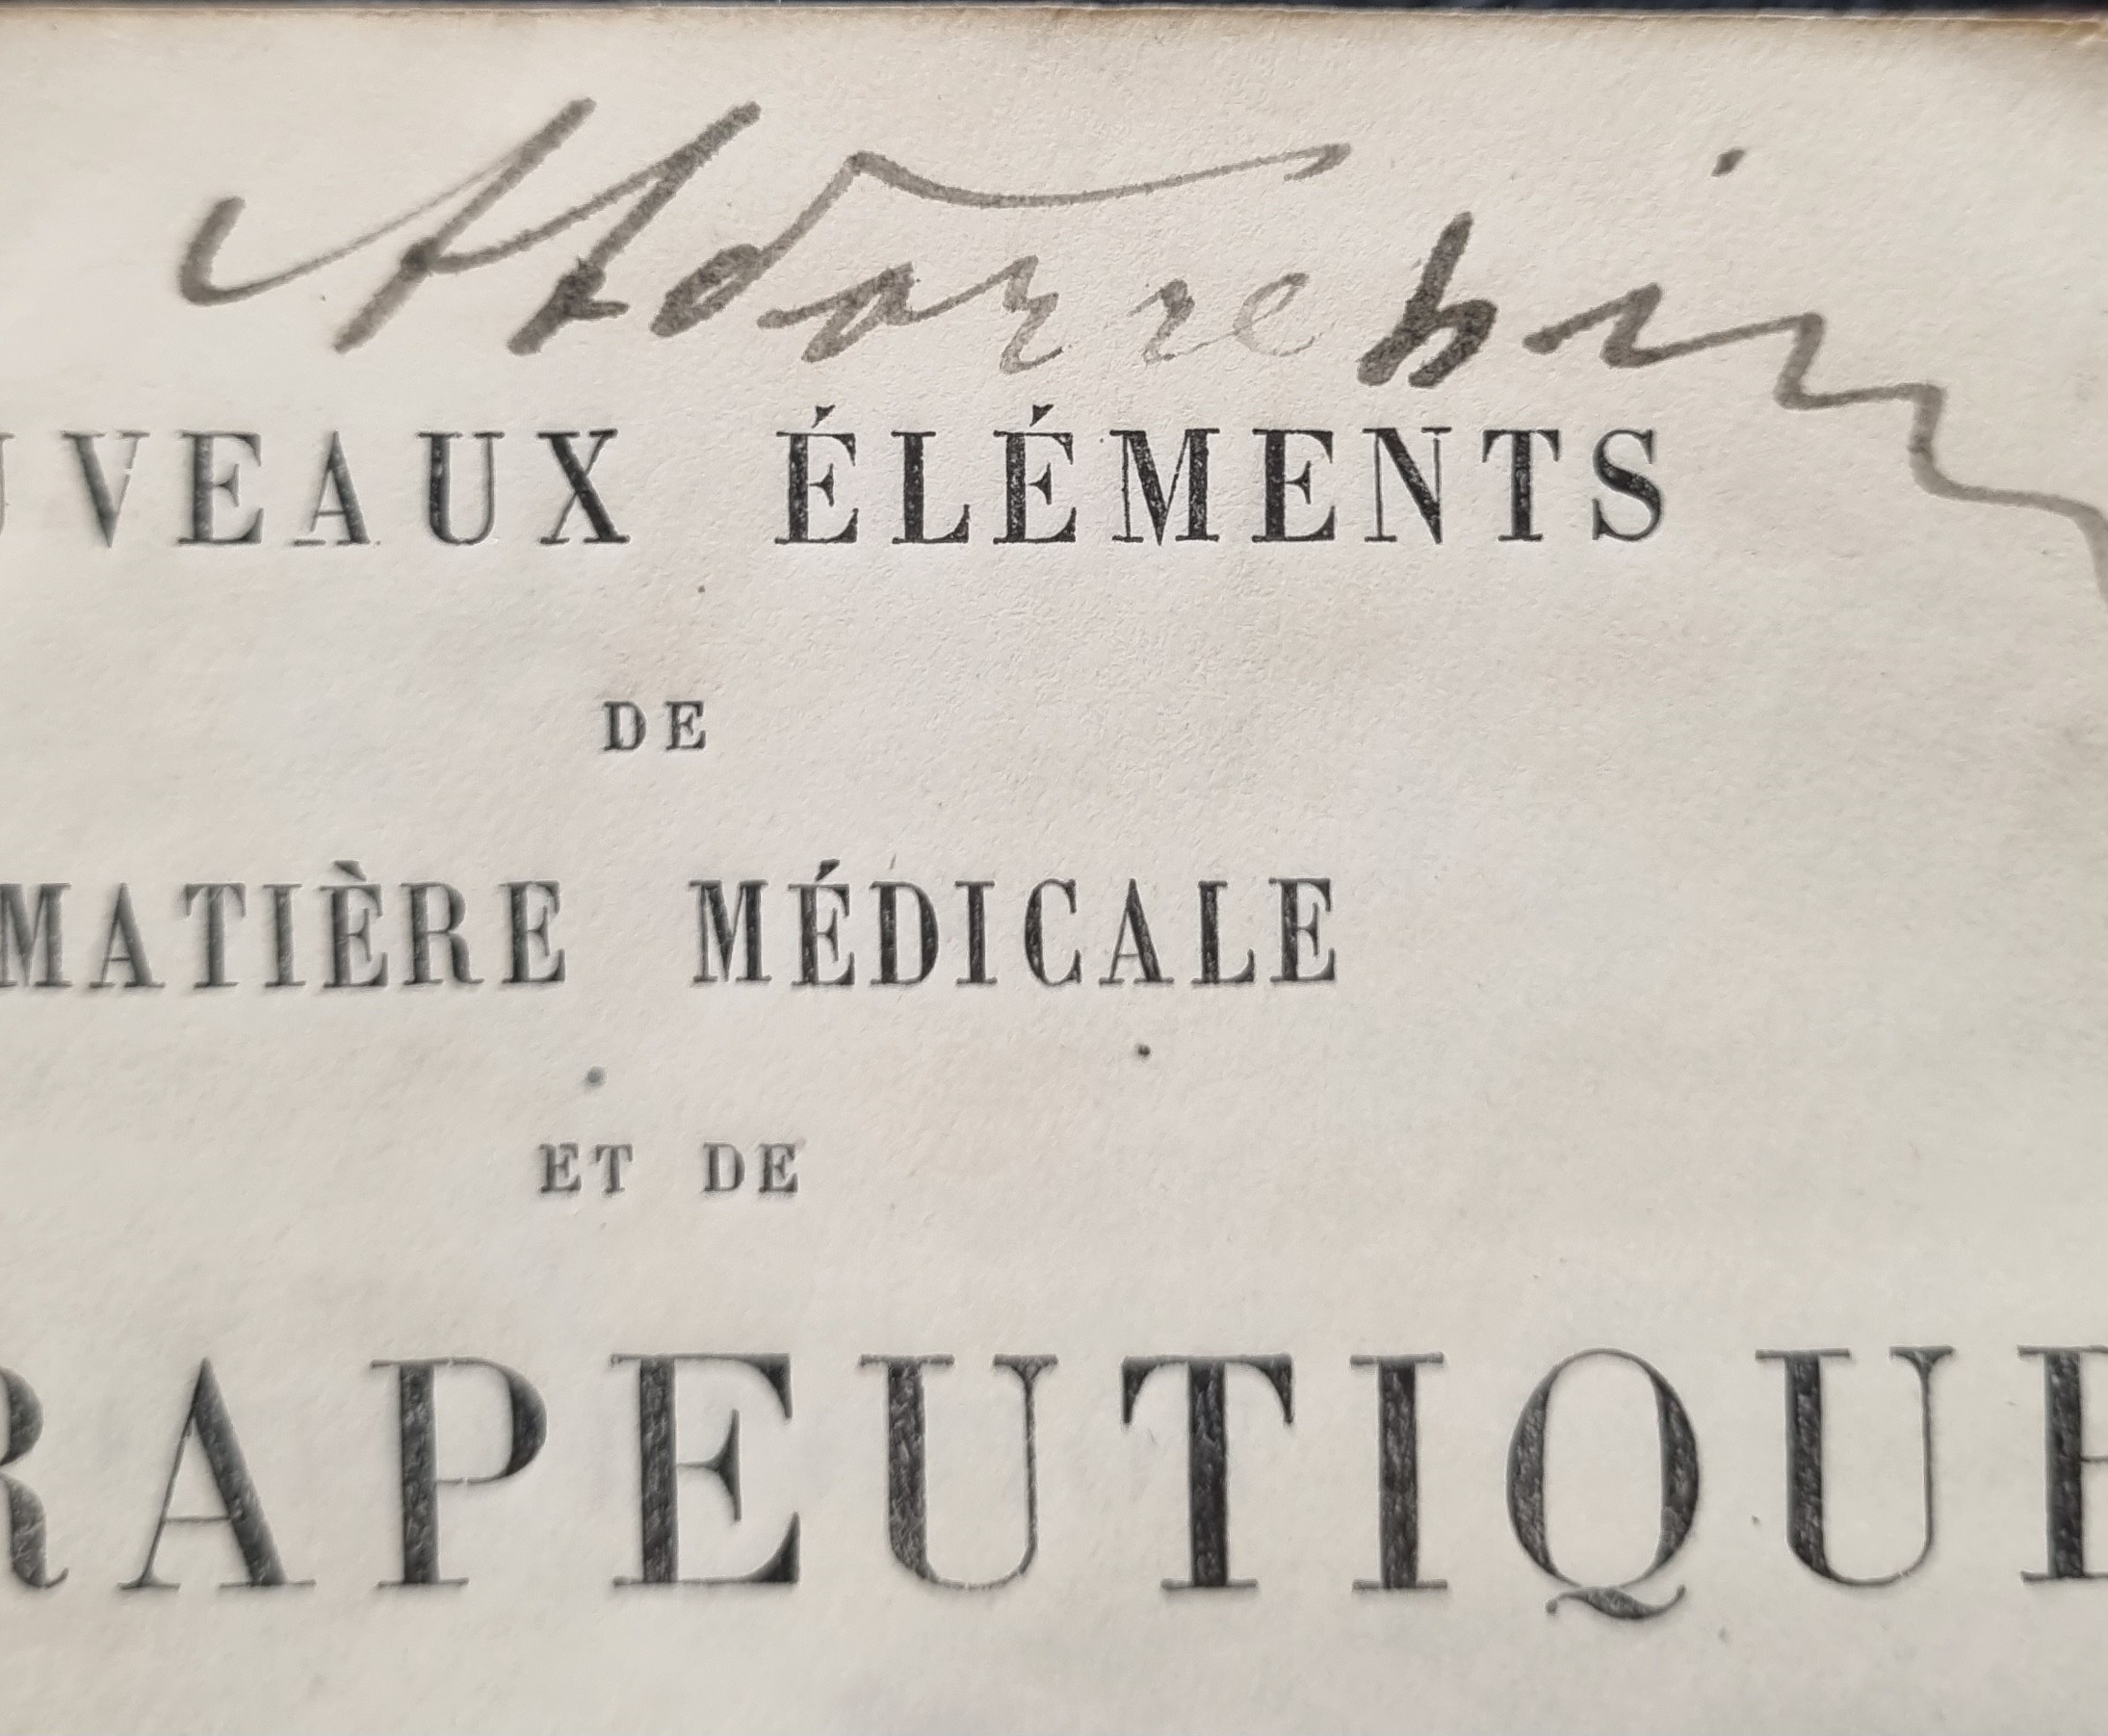 UVEAUX ÉLÉMENTS
DE
MATIÈRE MÉDICALE
ET DE
RAPEUTIQUE